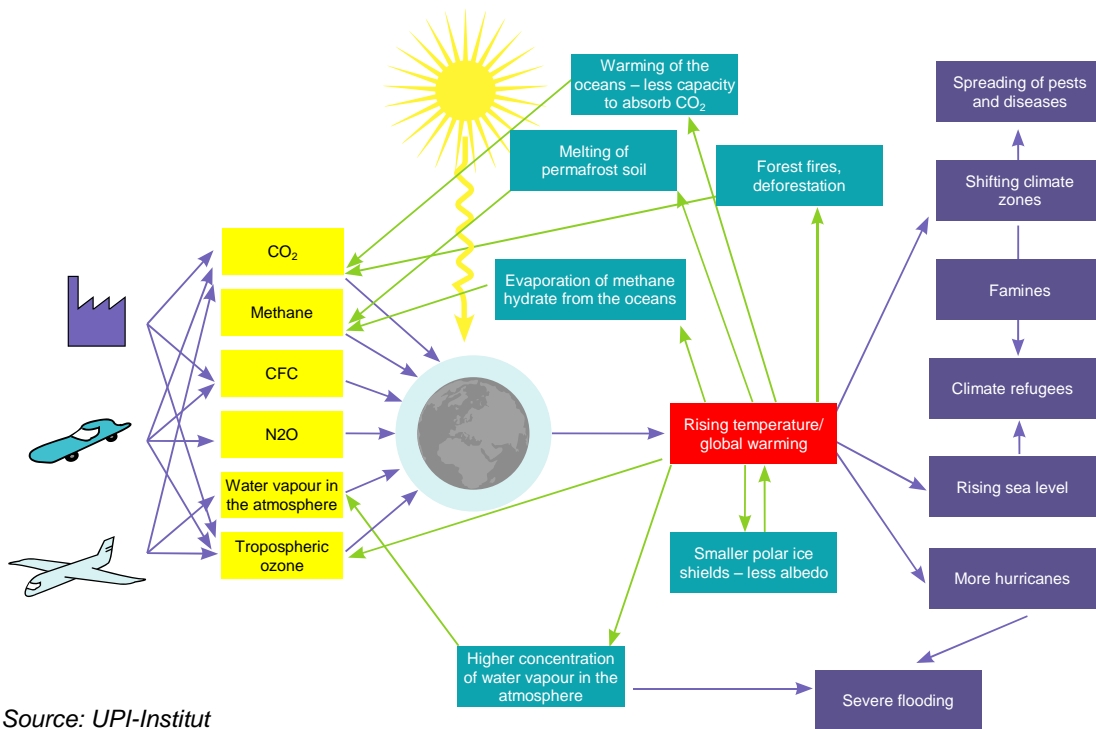 Warming of the
oceans – less capacity
to absorb CO₂
Spreading of pests
and diseases
Melting of
permafrost soil
Forest fires,
deforestation
Shifting climate
zones
CO₂
Evaporation of methane
hydrate from the oceans
Famines
Methane
CFC
Climate refugees
N2O
Rising temperature/
global warming
Water vapour in
the atmosphere
Rising sea level
Tropospheric
ozone
Smaller polar ice
shields – less albedo
More hurricanes
Higher concentration
of water vapour in the
atmosphere
Severe flooding
Source: UPI-Institut